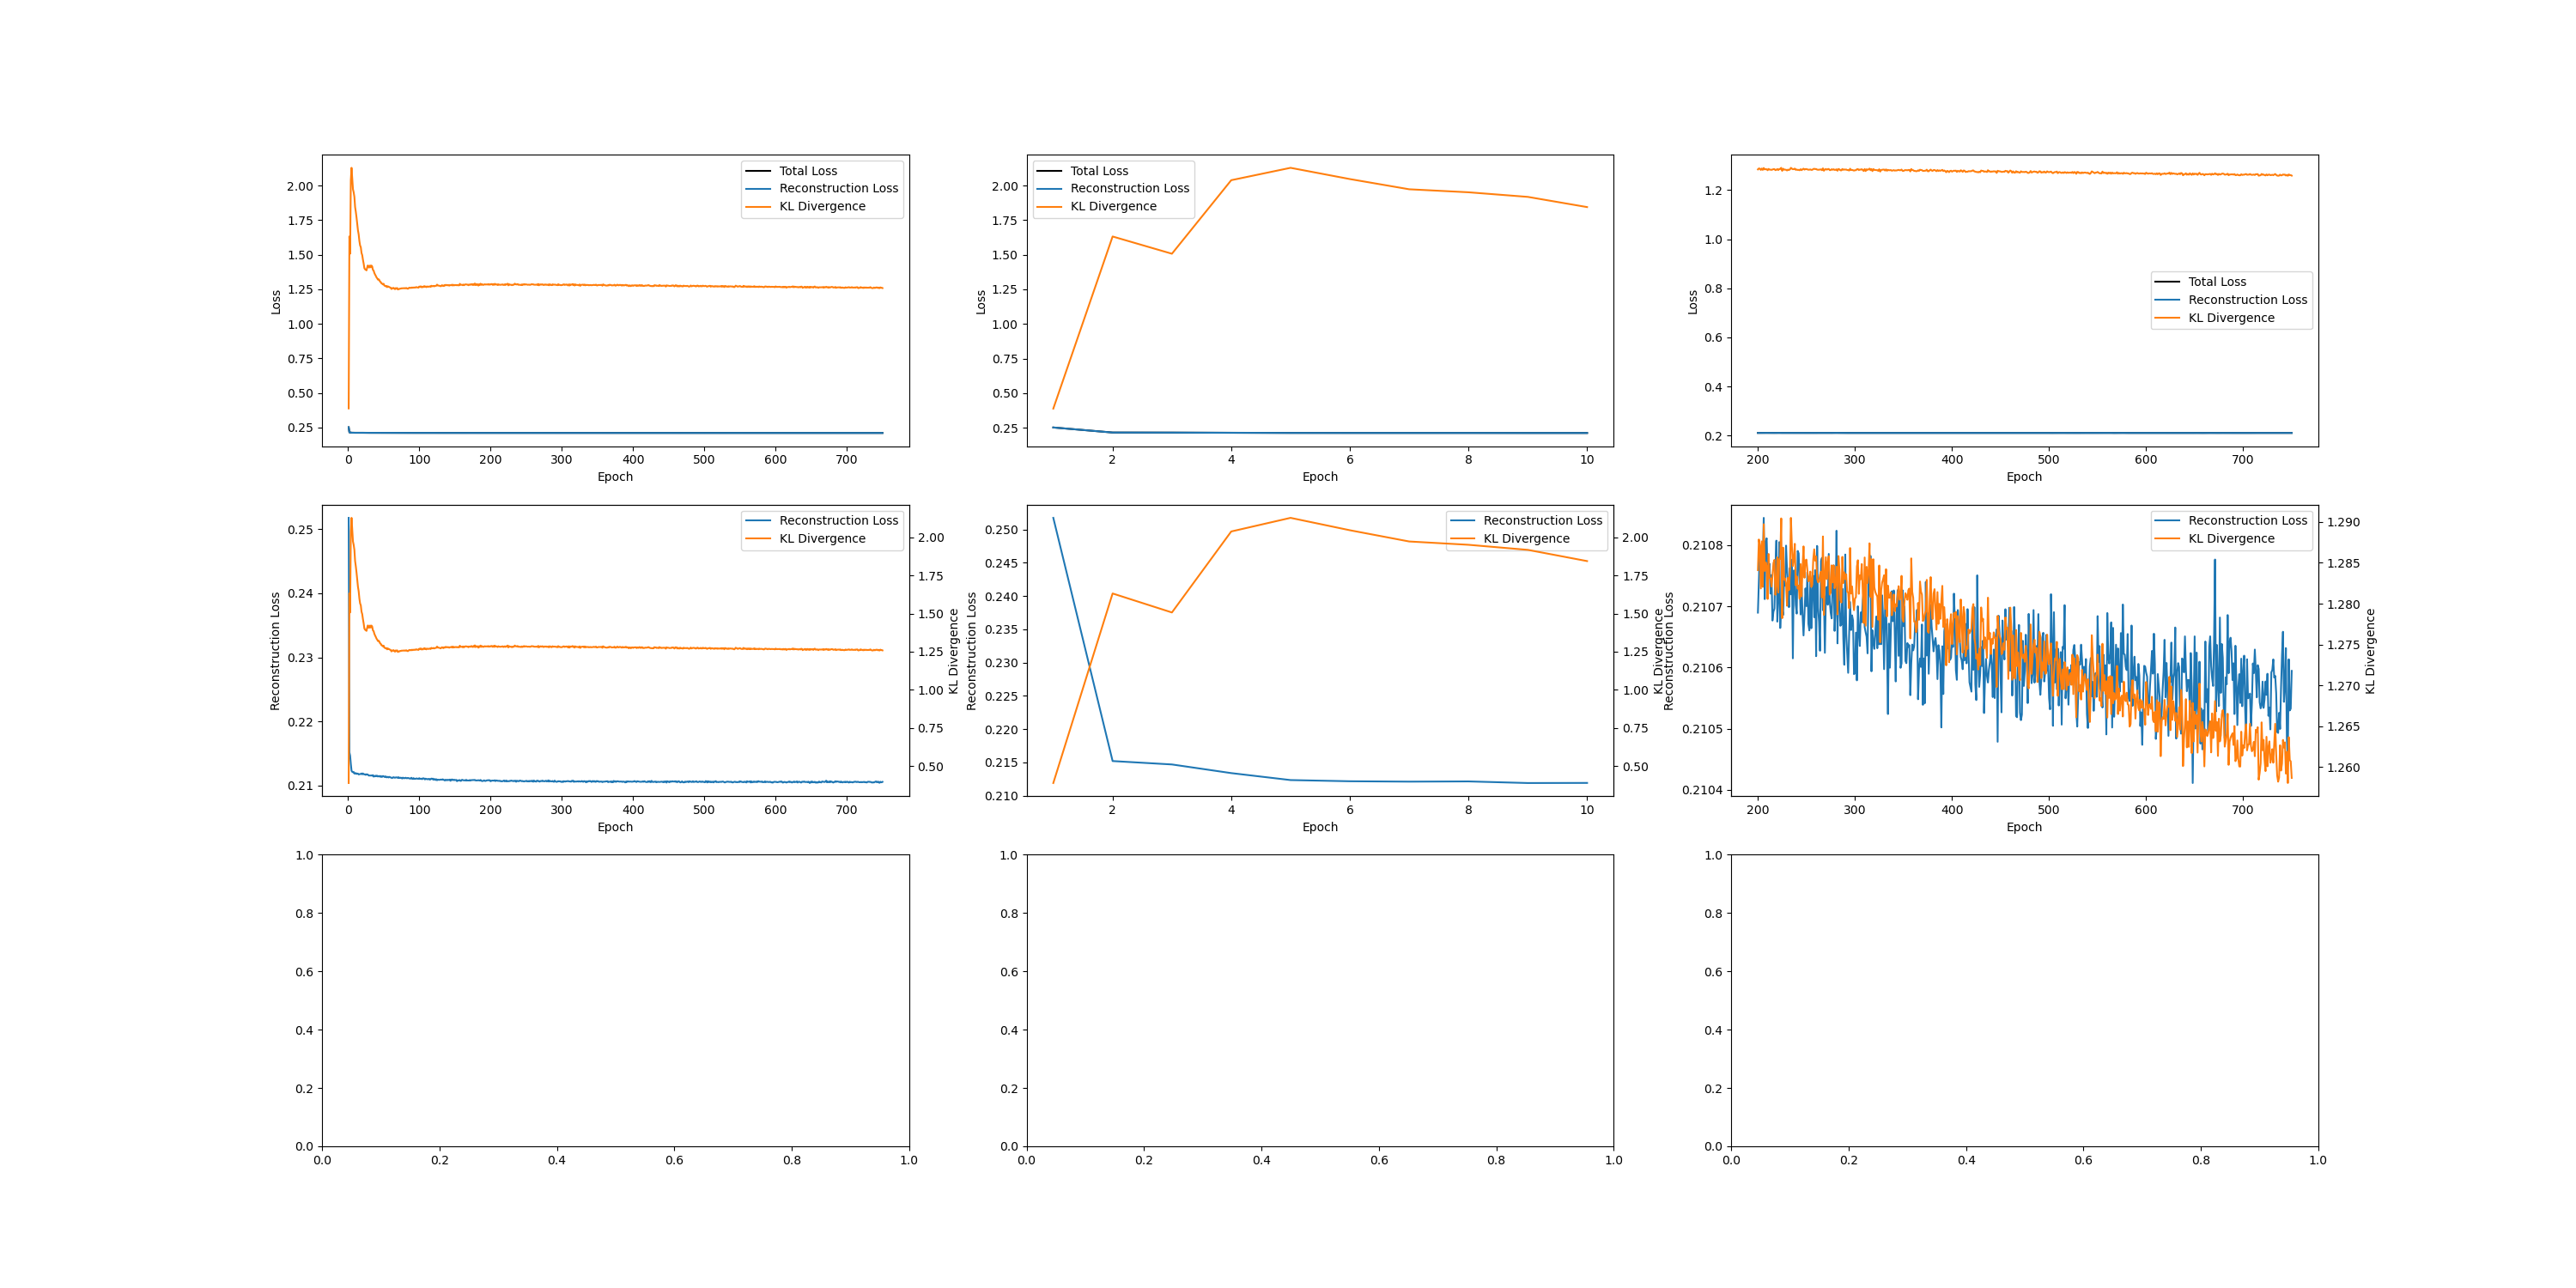 Total Loss
Reconstruction Loss
KL Divergence
Loss
2.00
1.75
1.50
1.25
1.00
0.75
0.50
0.25
0 100 200 300 400 500 600 700
Epoch
Total Loss
Reconstruction Loss
KL Divergence
Loss
2.00
1.75
1.50
1.25
1.00
0.75
0.50
0.25
2 4 6 8 10
Epoch
Total Loss
Reconstruction Loss
KL Divergence
Loss
1.2
1.0
0.8
0.6
0.4
0.2
200 300 400 500 600 700
Epoch
Reconstruction Loss
KL Divergence
Reconstruction Loss
0.25
0.24
0.23
0.22
0.21
0 100 200 300 400 500 600 700
Epoch
KL Divergence
2.00
1.75
1.50
1.25
1.00
0.75
0.50
Reconstruction Loss
KL Divergence
Reconstruction Loss
0.250
0.245
0.240
0.235
0.230
0.225
0.220
0.215
0.210
2 4 6 8 10
Epoch
KL Divergence
2.00
1.75
1.50
1.25
1.00
0.75
0.50
Reconstruction Loss
KL Divergence
Reconstruction Loss
0.2108
0.2107
0.2106
0.2105
0.2104
200 300 400 500 600 700
Epoch
KL Divergence
1.290
1.285
1.280
1.275
1.270
1.265
1.260
1.0
0.8
0.6
0.4
0.2
0.0
0.0 0.2 0.4 0.6 0.8 1.0
1.0
0.8
0.6
0.4
0.2
0.0
0.0 0.2 0.4 0.6 0.8 1.0
1.0
0.8
0.6
0.4
0.2
0.0
0.0 0.2 0.4 0.6 0.8 1.0